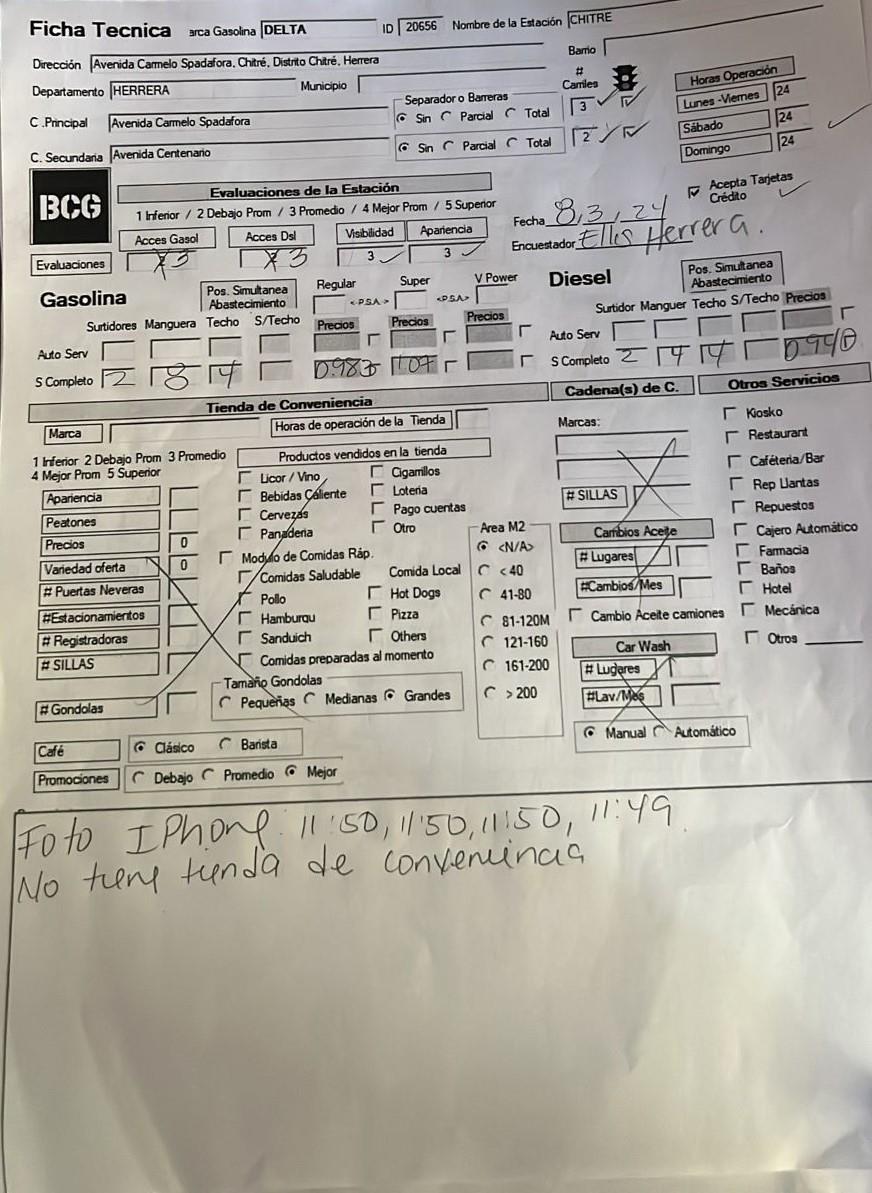 Ficha Tecnica arca Gasolina DELTA ID 20656 Nombre de la Estación CHITRE
Dirección Avenida Carmelo Spadafora, Chitré, Distrito Chitré, Herrera Barrio
Departamento HERRERA Municipio # Carriles Horas Operación
C .Principal Avenida Carmelo Spadafora Separador o Barreras Sin Parcial Total 3 Lunes -Viernes 24
C. Secundaria Avenida Centenario Sin Parcial Total 2 Sábado 24
Domingo 24
BCG
Evaluaciones de la Estación
1 Inferior / 2 Debajo Prom / 3 Promedio / 4 Mejor Prom / 5 Superior
Acepta Tarjetas Crédito
Fecha 8,3,24
Acces Gasol Acces Dsl Visibilidad Apariencia
Encuestador Ellis Herrera.
Evaluaciones 3 3 3 3
Gasolina Pos. Simultanea Abastecimiento Regular <-P.S.A-> Super <-P.S.A> V Power
Diesel Pos. Simultanea Abastecimiento
Surtidores Manguera Techo S/Techo Precios Precios Precios
Surtidor Manguer Techo S/Techo Precios
Auto Serv
Auto Serv
S Completo 2 8 4 0.983 1.07
S Completo 2 4 4 0.940
Tienda de Conveniencia
Cadena(s) de C.
Otros Servicios
Marca Horas de operación de la Tienda
Marcas:
# SILLAS
1 Inferior 2 Debajo Prom 3 Promedio
4 Mejor Prom 5 Superior
Apariencia
Peatones
Precios 0
Variedad oferta 0
# Puertas Neveras
#Estacionamientos
# Registradoras
# SILLAS
# Gondolas
Productos vendidos en la tienda
Licor / Vino Cigarrillos
Bebidas Caliente Loteria
Cervezas Pago cuentas
Panaderia Otro
Modulo de Comidas Ráp.
Comidas Saludable Comida Local
Pollo Hot Dogs
Hamburqu Pizza
Sanduich Others
Comidas preparadas al momento
Tamaño Gondolas
Pequeñas Medianas Grandes
Area M2
<N/A>
< 40
41-80
81-120M
121-160
161-200
> 200
Cambios Aceite
# Lugares
#Cambios/Mes
Cambio Aceite camiones
Car Wash
# Lugares
#Lav/Mes
Manual Automático
Kiosko
Restaurant
Caféteria/Bar
Rep Llantas
Repuestos
Cajero Automático
Farmacia
Baños
Hotel
Mecánica
Otros
Café Clásico Barista
Promociones Debajo Promedio Mejor
Foto IPhone: 11:50, 11:50, 11:50, 11:49
No tiene tienda de conveniencia